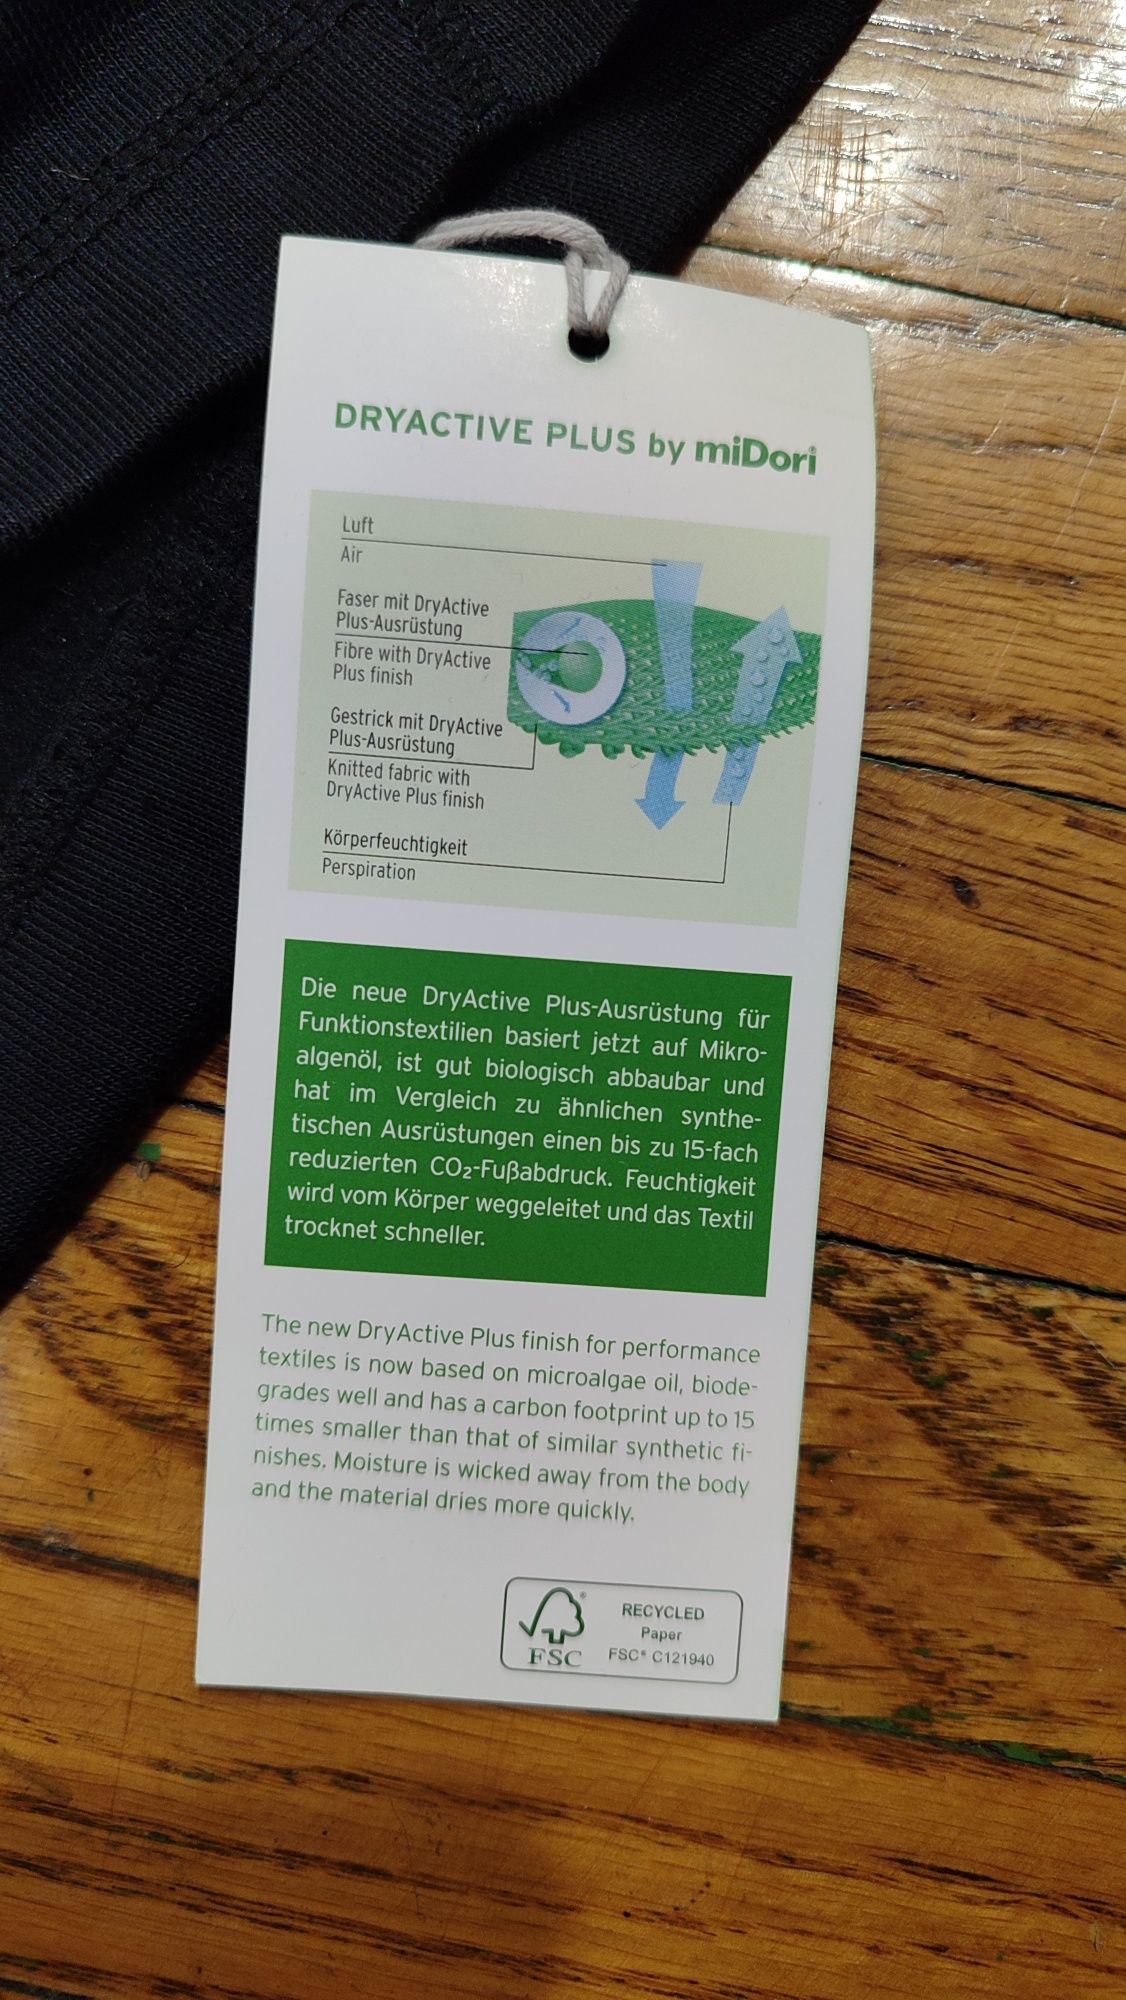 DRYACTIVE PLUS by miDori®
Luft
Air
Faser mit DryActive
Plus-Ausrüstung
Fibre with DryActive
Plus finish
Gestrick mit DryActive
Plus-Ausrüstung
Knitted fabric with
DryActive Plus finish
Körperfeuchtigkeit
Perspiration
Die neue DryActive Plus-Ausrüstung für
Funktionstextilien basiert jetzt auf Mikro-
algenöl, ist gut biologisch abbaubar und
hat im Vergleich zu ähnlichen synthe-
tischen Ausrüstungen einen bis zu 15-fach
reduzierten CO₂-Fußabdruck. Feuchtigkeit
wird vom Körper weggeleitet und das Textil
trocknet schneller.
The new DryActive Plus finish for performance
textiles is now based on microalgae oil, biode-
grades well and has a carbon footprint up to 15
times smaller than that of similar synthetic fi-
nishes. Moisture is wicked away from the body
and the material dries more quickly.
®
FSC
RECYCLED
Paper
FSC® C121940